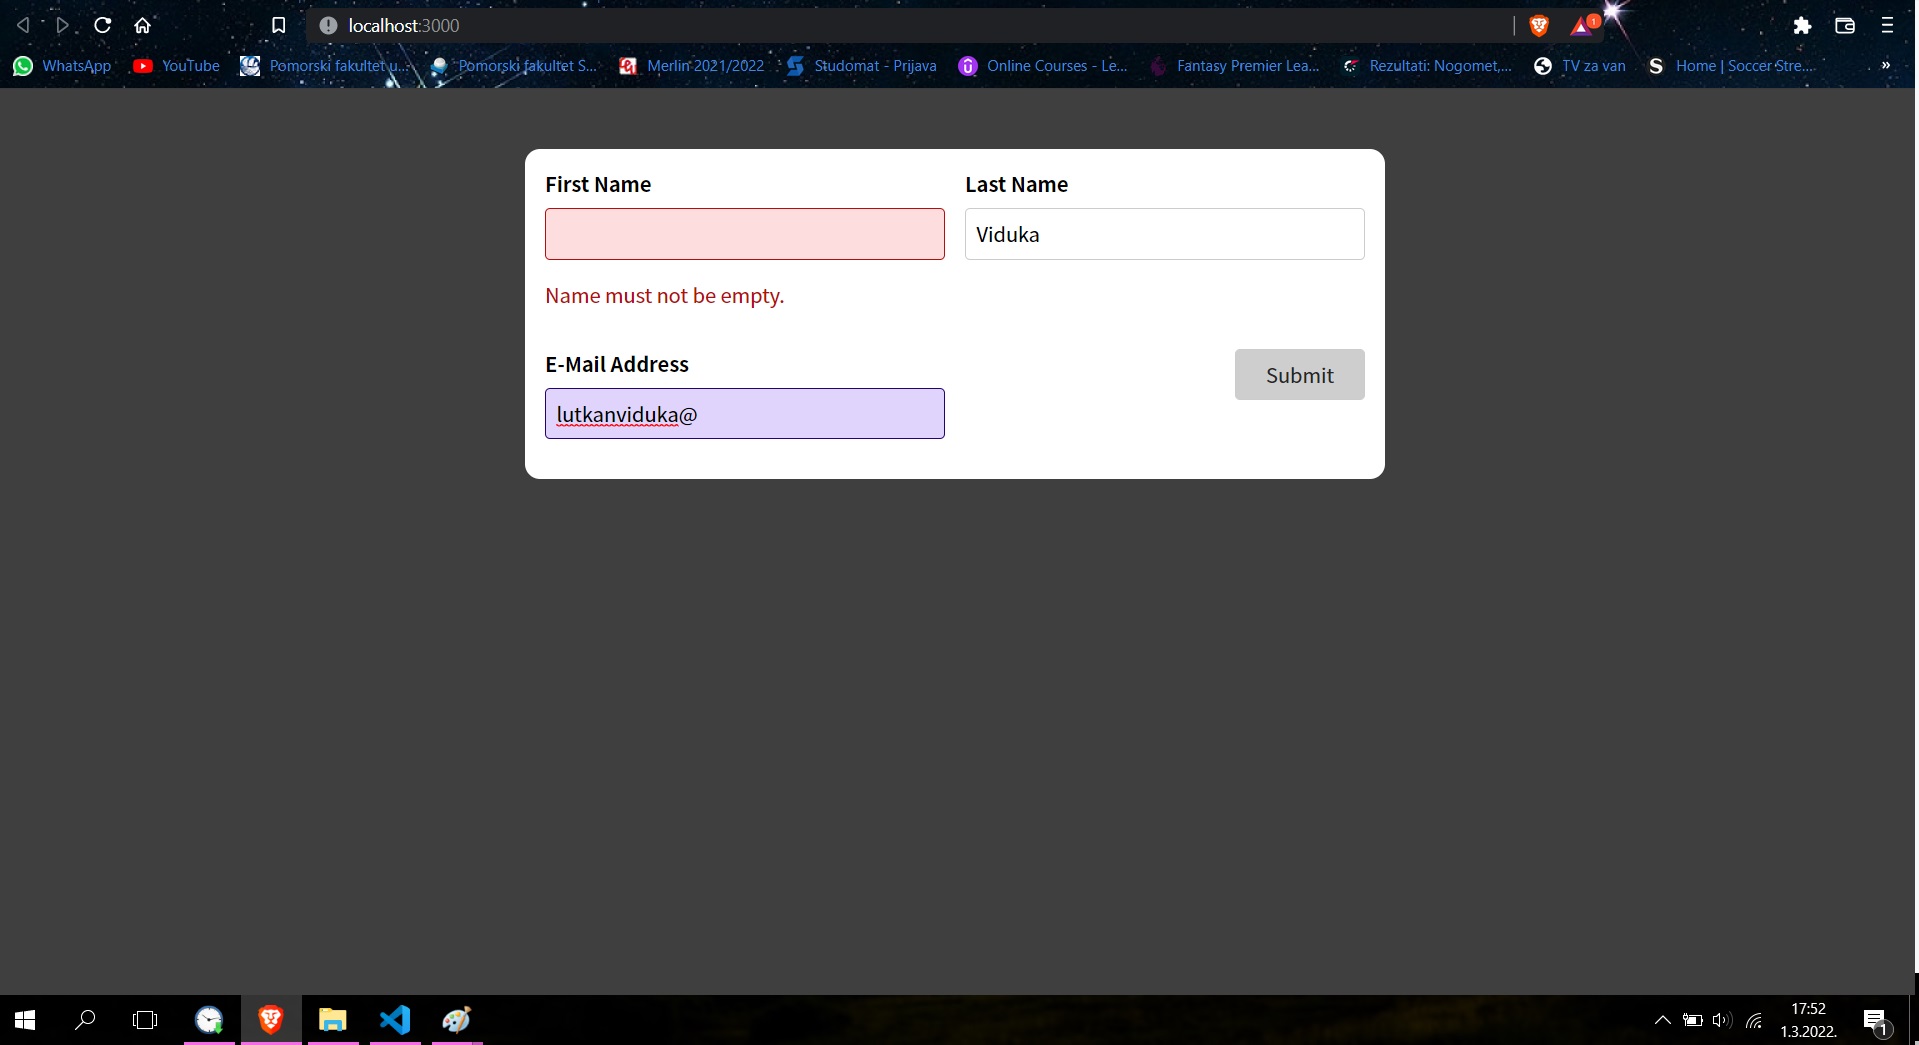 localhost:3000
1
WhatsApp
YouTube
Pomorski fakultet u...
Pomorski fakultet S...
Merlin 2021/2022
Studomat - Prijava
Online Courses - Le...
Fantasy Premier Lea...
Rezultati: Nogomet,...
TV za van
S
Home | Soccer Stre...
»
First Name
Last Name
Viduka
Name must not be empty.
E-Mail Address
Submit
lutkanviduka@
17:52
1.3.2022.
1